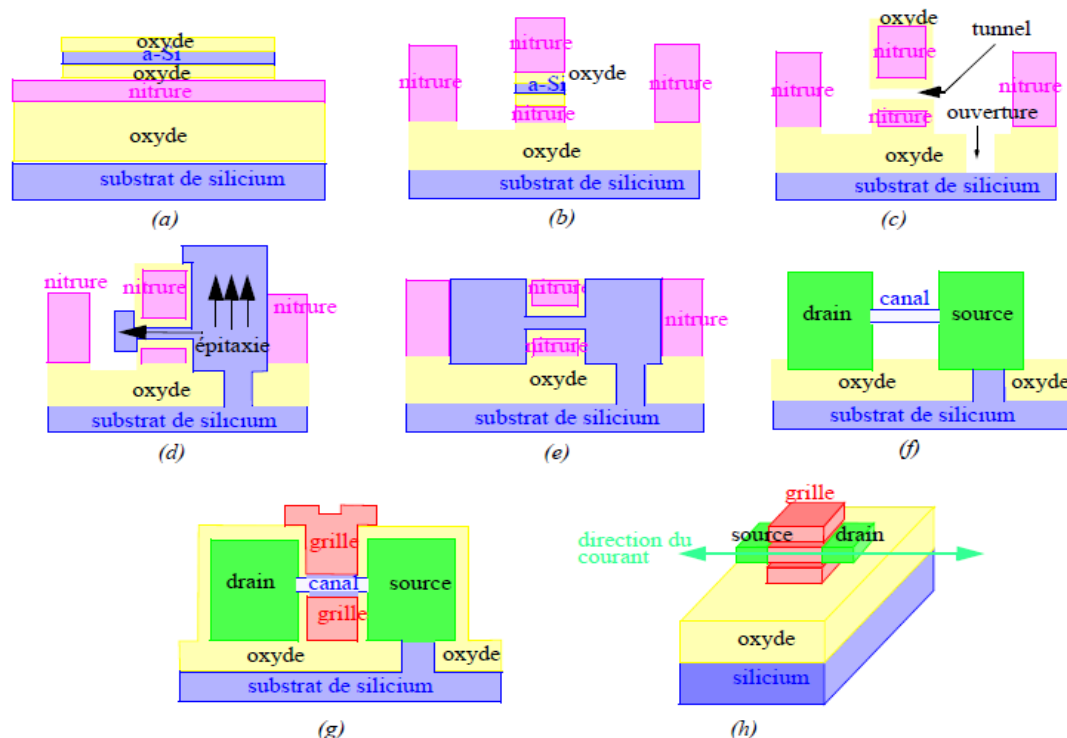 oxyde
a-Si
oxyde
nitrure
oxyde
substrat de silicium
(a)
nitrure
nitrure
nitrure
oxyde
a-Si
nitrure
oxyde
substrat de silicium
(b)
oxyde
tunnel
nitrure
nitrure
nitrure
ouverture
nitrure
oxyde
substrat de silicium
(c)
nitrure
nitrure
nitrure
épitaxie
oxyde
substrat de silicium
(d)
nitrure
nitrure
nitrure
nitrure
oxyde
substrat de silicium
(e)
canal
drain
source
oxyde
oxyde
substrat de silicium
(f)
grille
drain
canal
source
grille
oxyde
oxyde
substrat de silicium
(g)
grille
source
drain
direction du
courant
oxyde
silicium
(h)